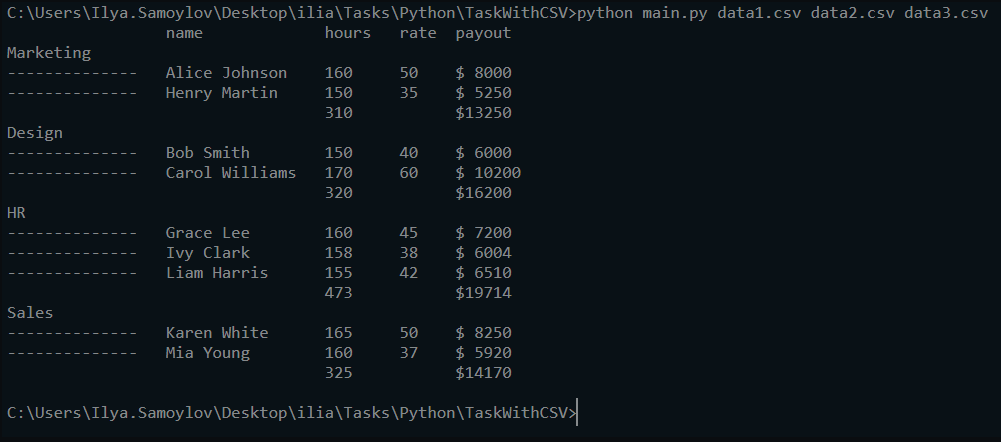 C:\Users\Ilya.Samoylov\Desktop\ilia\Tasks\Python\TaskWithCSV>python main.py data1.csv data2.csv data3.csv
                 name             hours   rate  payout
Marketing
--------------   Alice Johnson    160     50    $ 8000
--------------   Henry Martin     150     35    $ 5250
                                  310           $13250
Design
--------------   Bob Smith        150     40    $ 6000
--------------   Carol Williams   170     60    $ 10200
                                  320           $16200
HR
--------------   Grace Lee        160     45    $ 7200
--------------   Ivy Clark        158     38    $ 6004
--------------   Liam Harris      155     42    $ 6510
                                  473           $19714
Sales
--------------   Karen White      165     50    $ 8250
--------------   Mia Young        160     37    $ 5920
                                  325           $14170
C:\Users\Ilya.Samoylov\Desktop\ilia\Tasks\Python\TaskWithCSV>